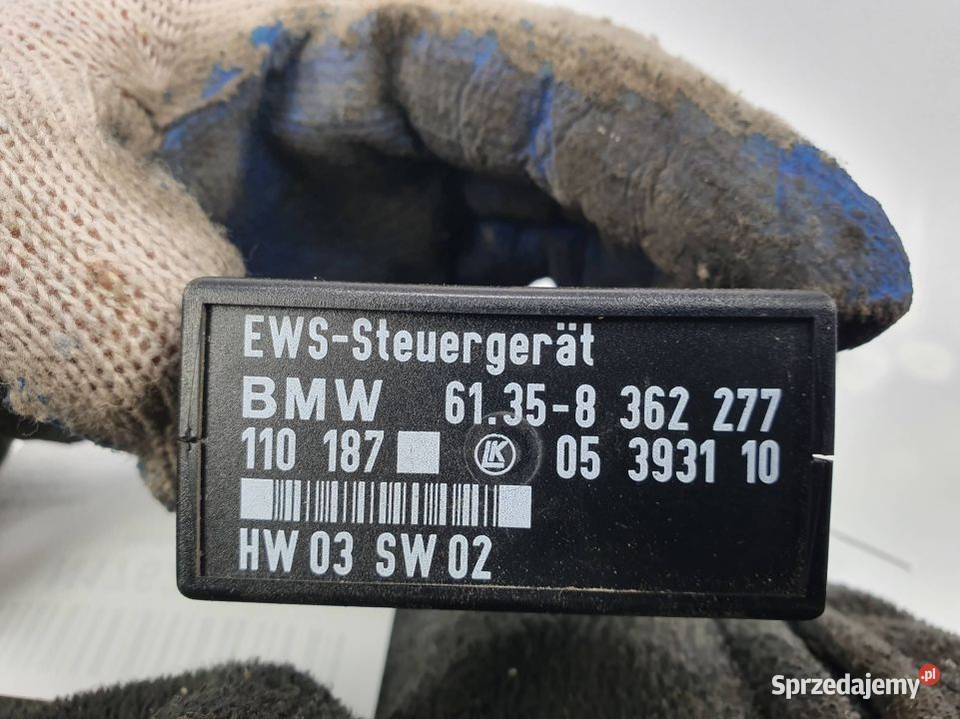 EWS-Steuergerät
BMW 61.35-8 362 277
110 187 LK 05 3931 10
HW 03 SW 02
Sprzedajemy.pl